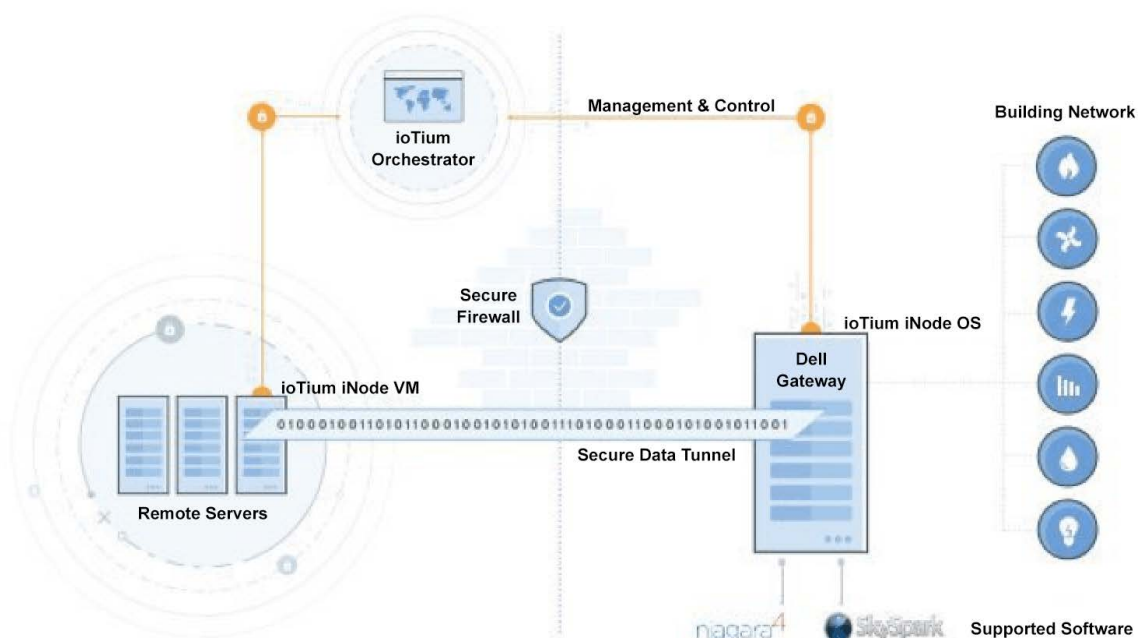 ioTium
Orchestrator
Management & Control
Building Network
Secure
Firewall
ioTium iNode OS
Dell
Gateway
ioTium iNode VM
Secure Data Tunnel
Remote Servers
niagara4
SkySpark
Supported Software